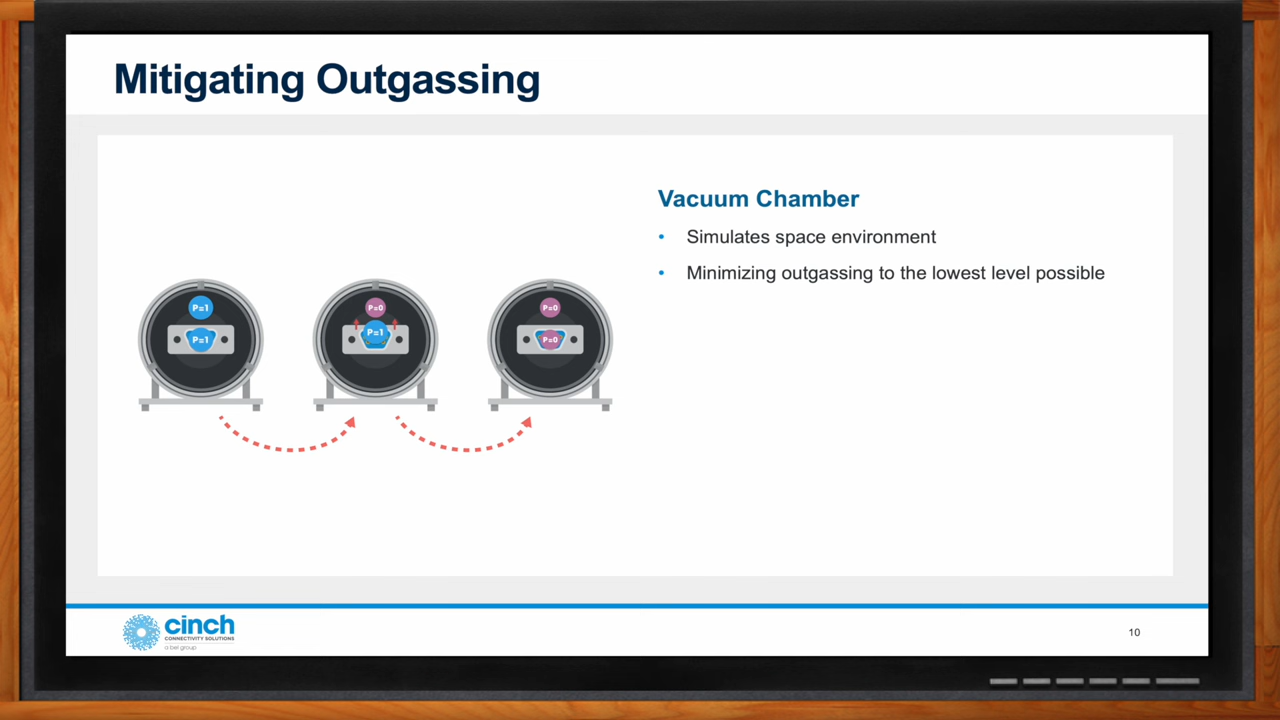 Mitigating Outgassing
Vacuum Chamber
• Simulates space environment
• Minimizing outgassing to the lowest level possible
P=1
P=1
P=0
P=1
P=0
P=0
cinch
CONNECTIVITY SOLUTIONS
a bel group
10